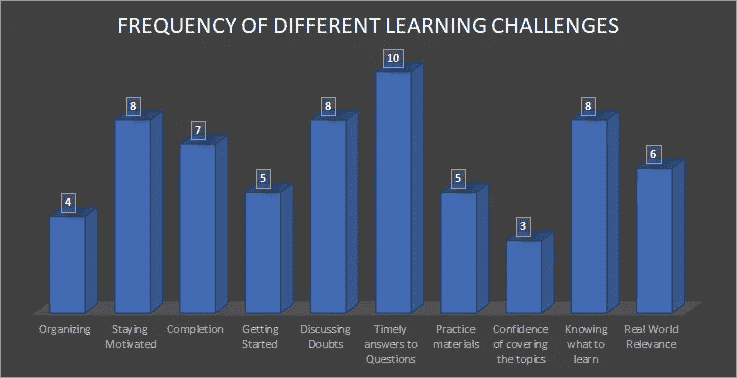 FREQUENCY OF DIFFERENT LEARNING CHALLENGES
10
8
8
8
7
6
5
5
4
3
Organizing
Staying
Motivated
Completion
Getting
Started
Discussing
Doubts
Timely
answers to
Questions
Practice
materials
Confidence
of covering
the topics
Knowing
what to
learn
Real World
Relevance